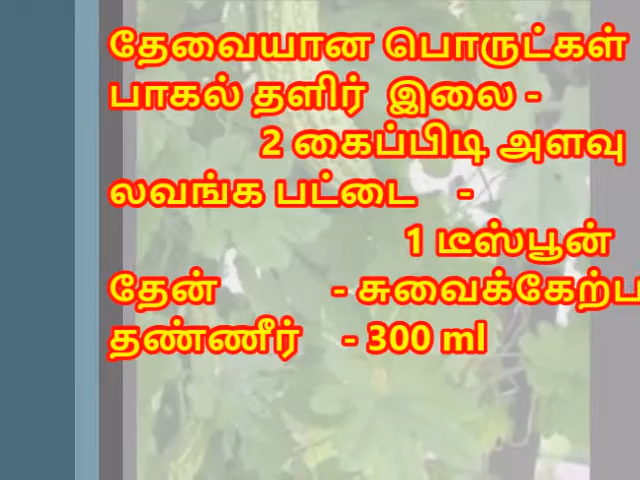 தேவையான பொருட்கள்
பாகல் தளிர் இலை -
2 கைப்பிடி அளவு
லவங்க பட்டை -
1 டீஸ்பூன்
தேன் - சுவைக்கேற்ப
தண்ணீர் - 300 ml